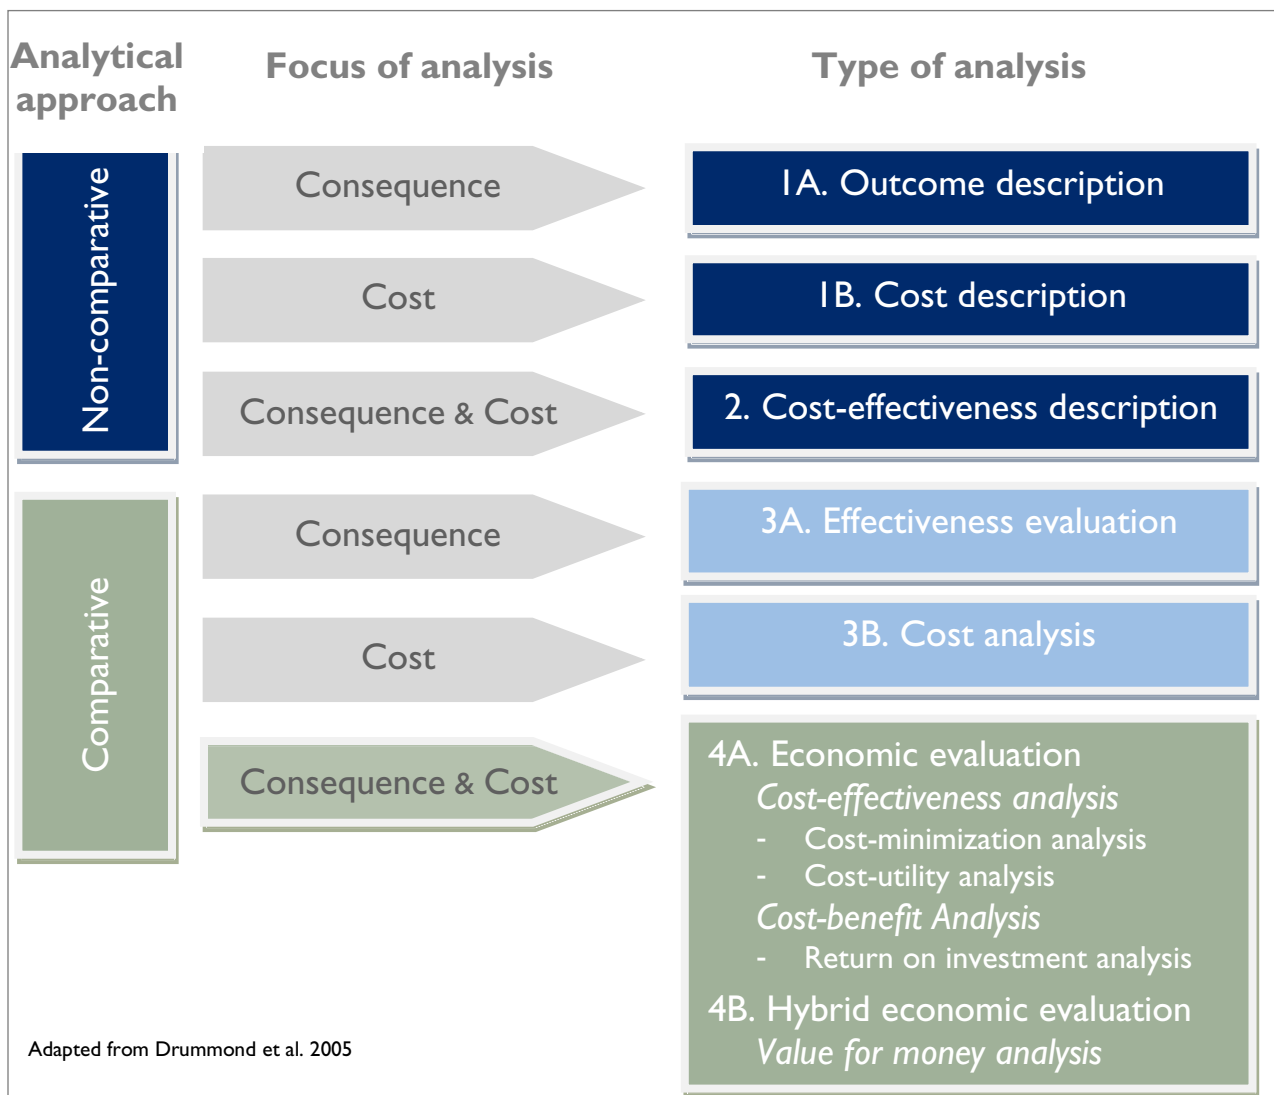 Analytical
approach
Focus of analysis
Type of analysis
Non-comparative
Consequence
1A. Outcome description
Cost
1B. Cost description
Consequence & Cost
2. Cost-effectiveness description
Comparative
Consequence
3A. Effectiveness evaluation
Cost
3B. Cost analysis
Consequence & Cost
4A. Economic evaluation
Cost-effectiveness analysis
- Cost-minimization analysis
- Cost-utility analysis
Cost-benefit Analysis
- Return on investment analysis
4B. Hybrid economic evaluation
Value for money analysis
Adapted from Drummond et al. 2005